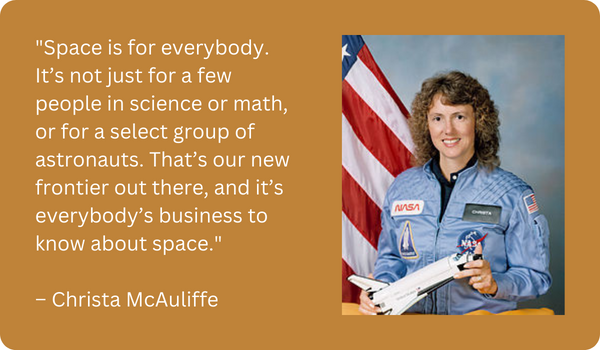 "Space is for everybody.
It’s not just for a few
people in science or math,
or for a select group of
astronauts. That’s our new
frontier out there, and it’s
everybody’s business to
know about space."
– Christa McAuliffe
NASA
CHRISTA
NASA